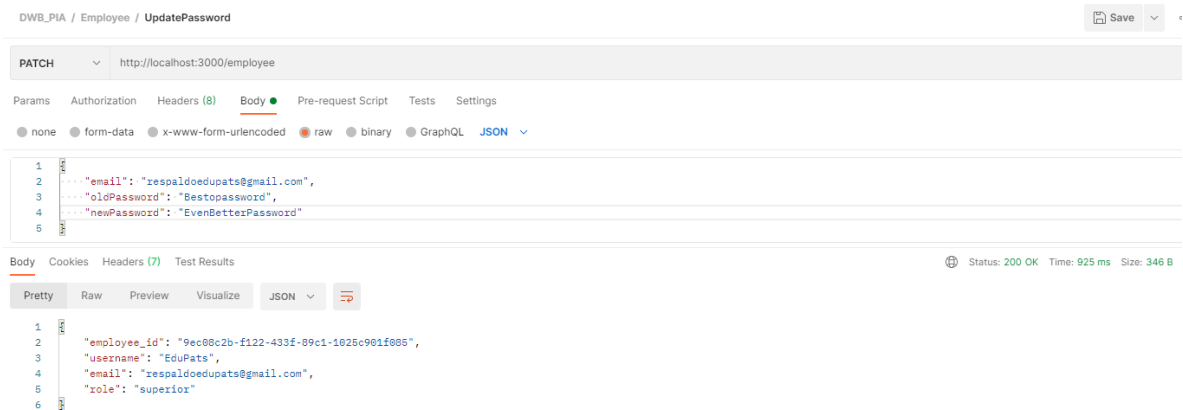 DWB_PIA / Employee / UpdatePassword
Save
PATCH http://localhost:3000/employee
Params Authorization Headers (8) Body Pre-request Script Tests Settings
none form-data x-www-form-urlencoded raw binary GraphQL JSON
1 {
2 "email": "respaldoedupats@gmail.com",
3 "oldPassword": "Bestopassword",
4 "newPassword": "EvenBetterPassword"
5 }
Body Cookies Headers (7) Test Results Status: 200 OK Time: 925 ms Size: 346 B
Pretty Raw Preview Visualize JSON
1 {
2 "employee_id": "9ec08c2b-f122-433f-89c1-1025c901f085",
3 "username": "EduPats",
4 "email": "respaldoedupats@gmail.com",
5 "role": "superior"
6 }